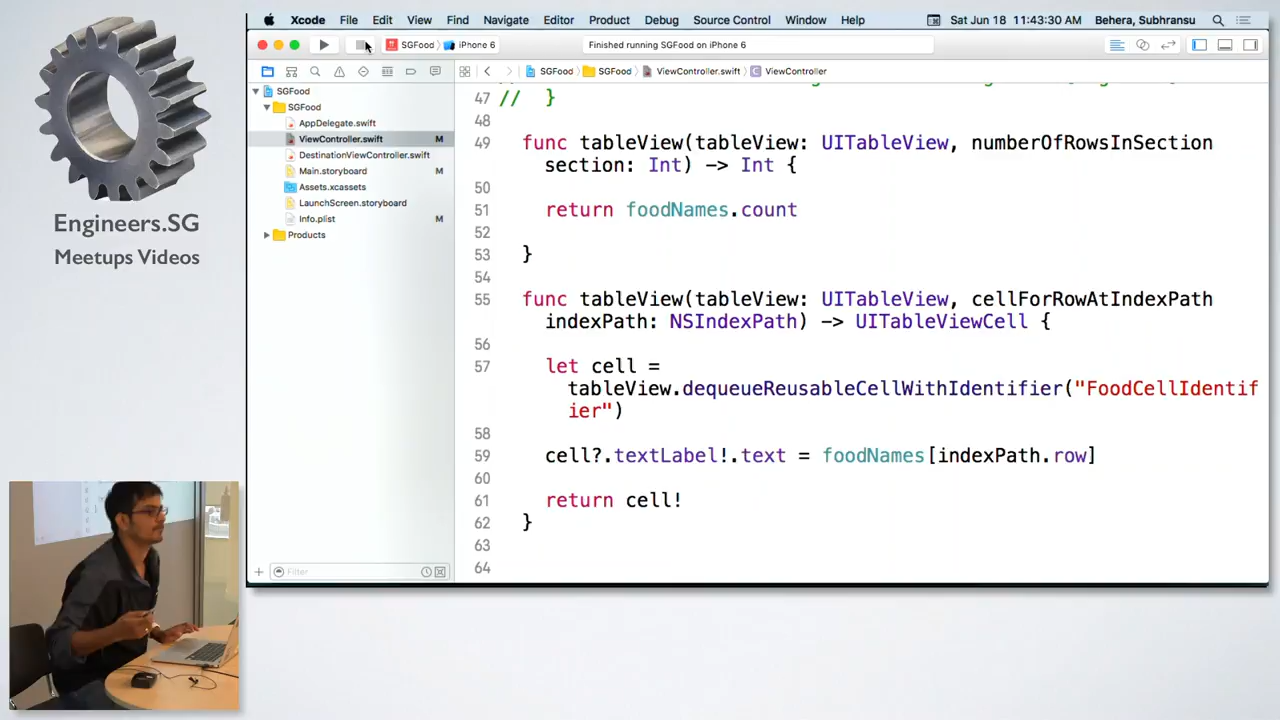 Xcode File Edit View Find Navigate Editor Product Debug Source Control Window Help Sat Jun 18 11:43:30 AM Behera, Subhransu
SGFood iPhone 6 Finished running SGFood on iPhone 6
SGFood SGFood ViewController.swift ViewController
SGFood
SGFood
AppDelegate.swift
ViewController.swift M
DestinationViewController.swift
Main.storyboard M
Assets.xcassets
LaunchScreen.storyboard
Info.plist M
Products
Filter
47 // }
48
49 func tableView(tableView: UITableView, numberOfRowsInSection
section: Int) -> Int {
50
51 return foodNames.count
52
53 }
54
55 func tableView(tableView: UITableView, cellForRowAtIndexPath
indexPath: NSIndexPath) -> UITableViewCell {
56
57 let cell =
tableView.dequeueReusableCellWithIdentifier("FoodCellIdentif
ier")
58
59 cell?.textLabel!.text = foodNames[indexPath.row]
60
61 return cell!
62 }
63
64
Engineers.SG
Meetups Videos